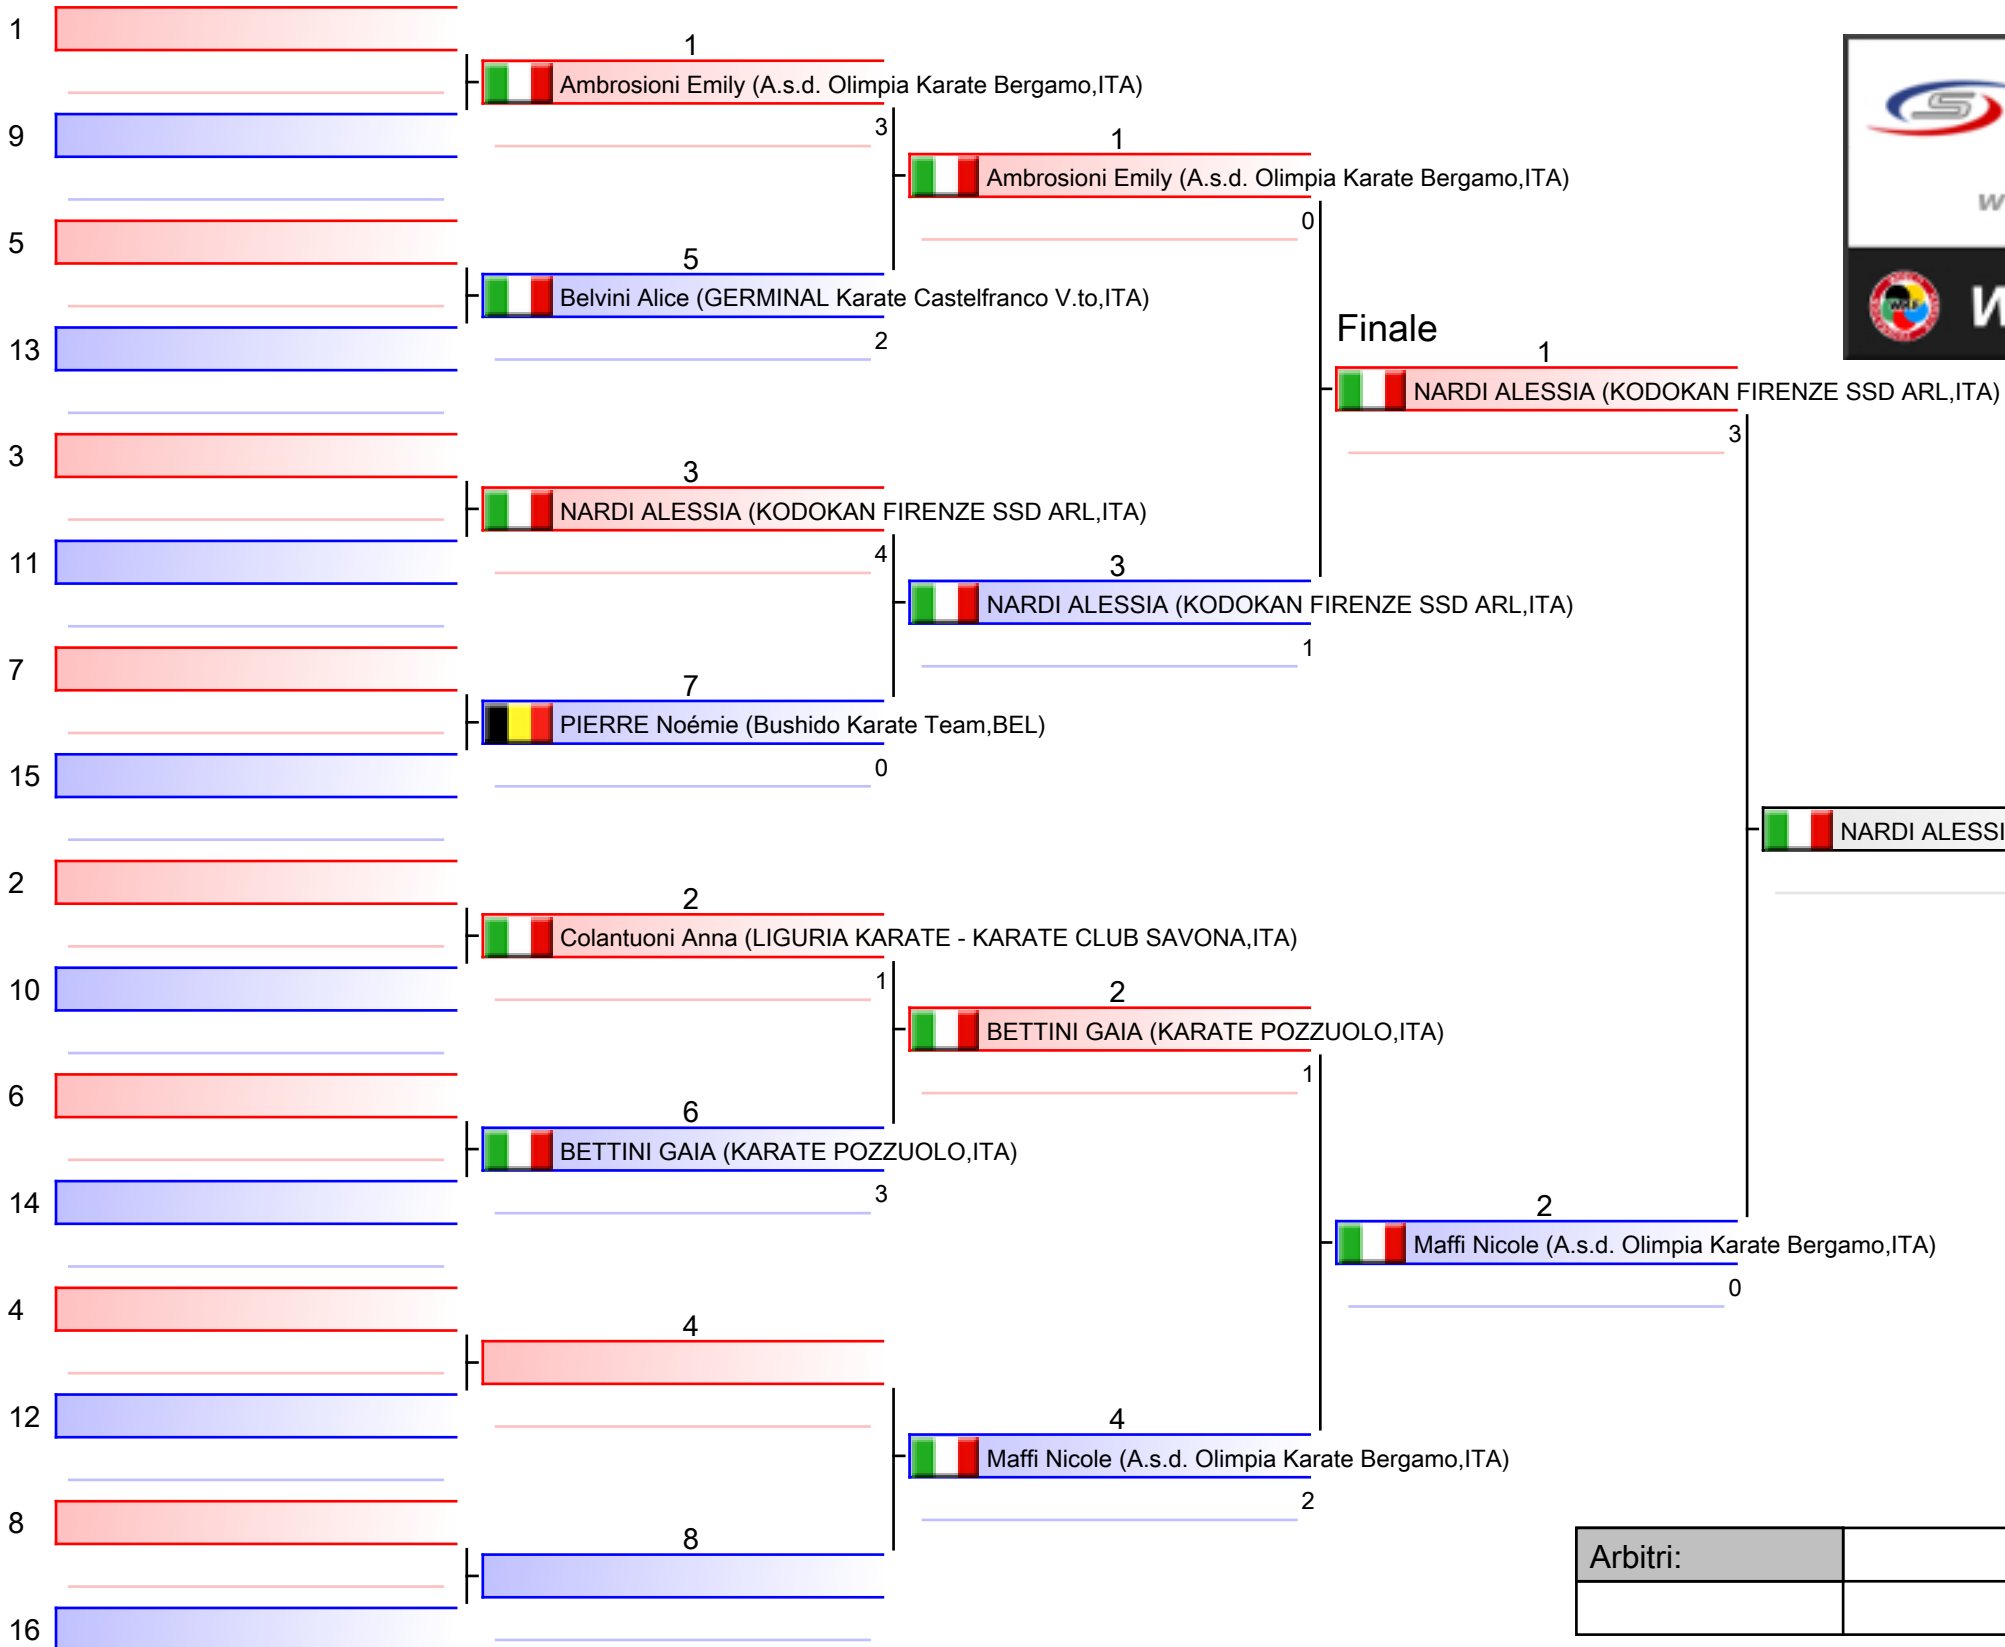 1
1
Ambrosioni Emily (A.s.d. Olimpia Karate Bergamo,ITA)
3
9
1
Ambrosioni Emily (A.s.d. Olimpia Karate Bergamo,ITA)
0
5
5
Belvini Alice (GERMINAL Karate Castelfranco V.to,ITA)
2
13
Finale
1
NARDI ALESSIA (KODOKAN FIRENZE SSD ARL,ITA)
3
3
3
NARDI ALESSIA (KODOKAN FIRENZE SSD ARL,ITA)
4
11
3
NARDI ALESSIA (KODOKAN FIRENZE SSD ARL,ITA)
1
7
7
PIERRE Noémie (Bushido Karate Team,BEL)
0
15
NARDI ALESSI
2
2
Colantuoni Anna (LIGURIA KARATE - KARATE CLUB SAVONA,ITA)
1
10
2
BETTINI GAIA (KARATE POZZUOLO,ITA)
1
6
6
BETTINI GAIA (KARATE POZZUOLO,ITA)
3
14
2
Maffi Nicole (A.s.d. Olimpia Karate Bergamo,ITA)
0
4
4
12
4
Maffi Nicole (A.s.d. Olimpia Karate Bergamo,ITA)
2
8
8
16
Arbitri:
S
W
WKF